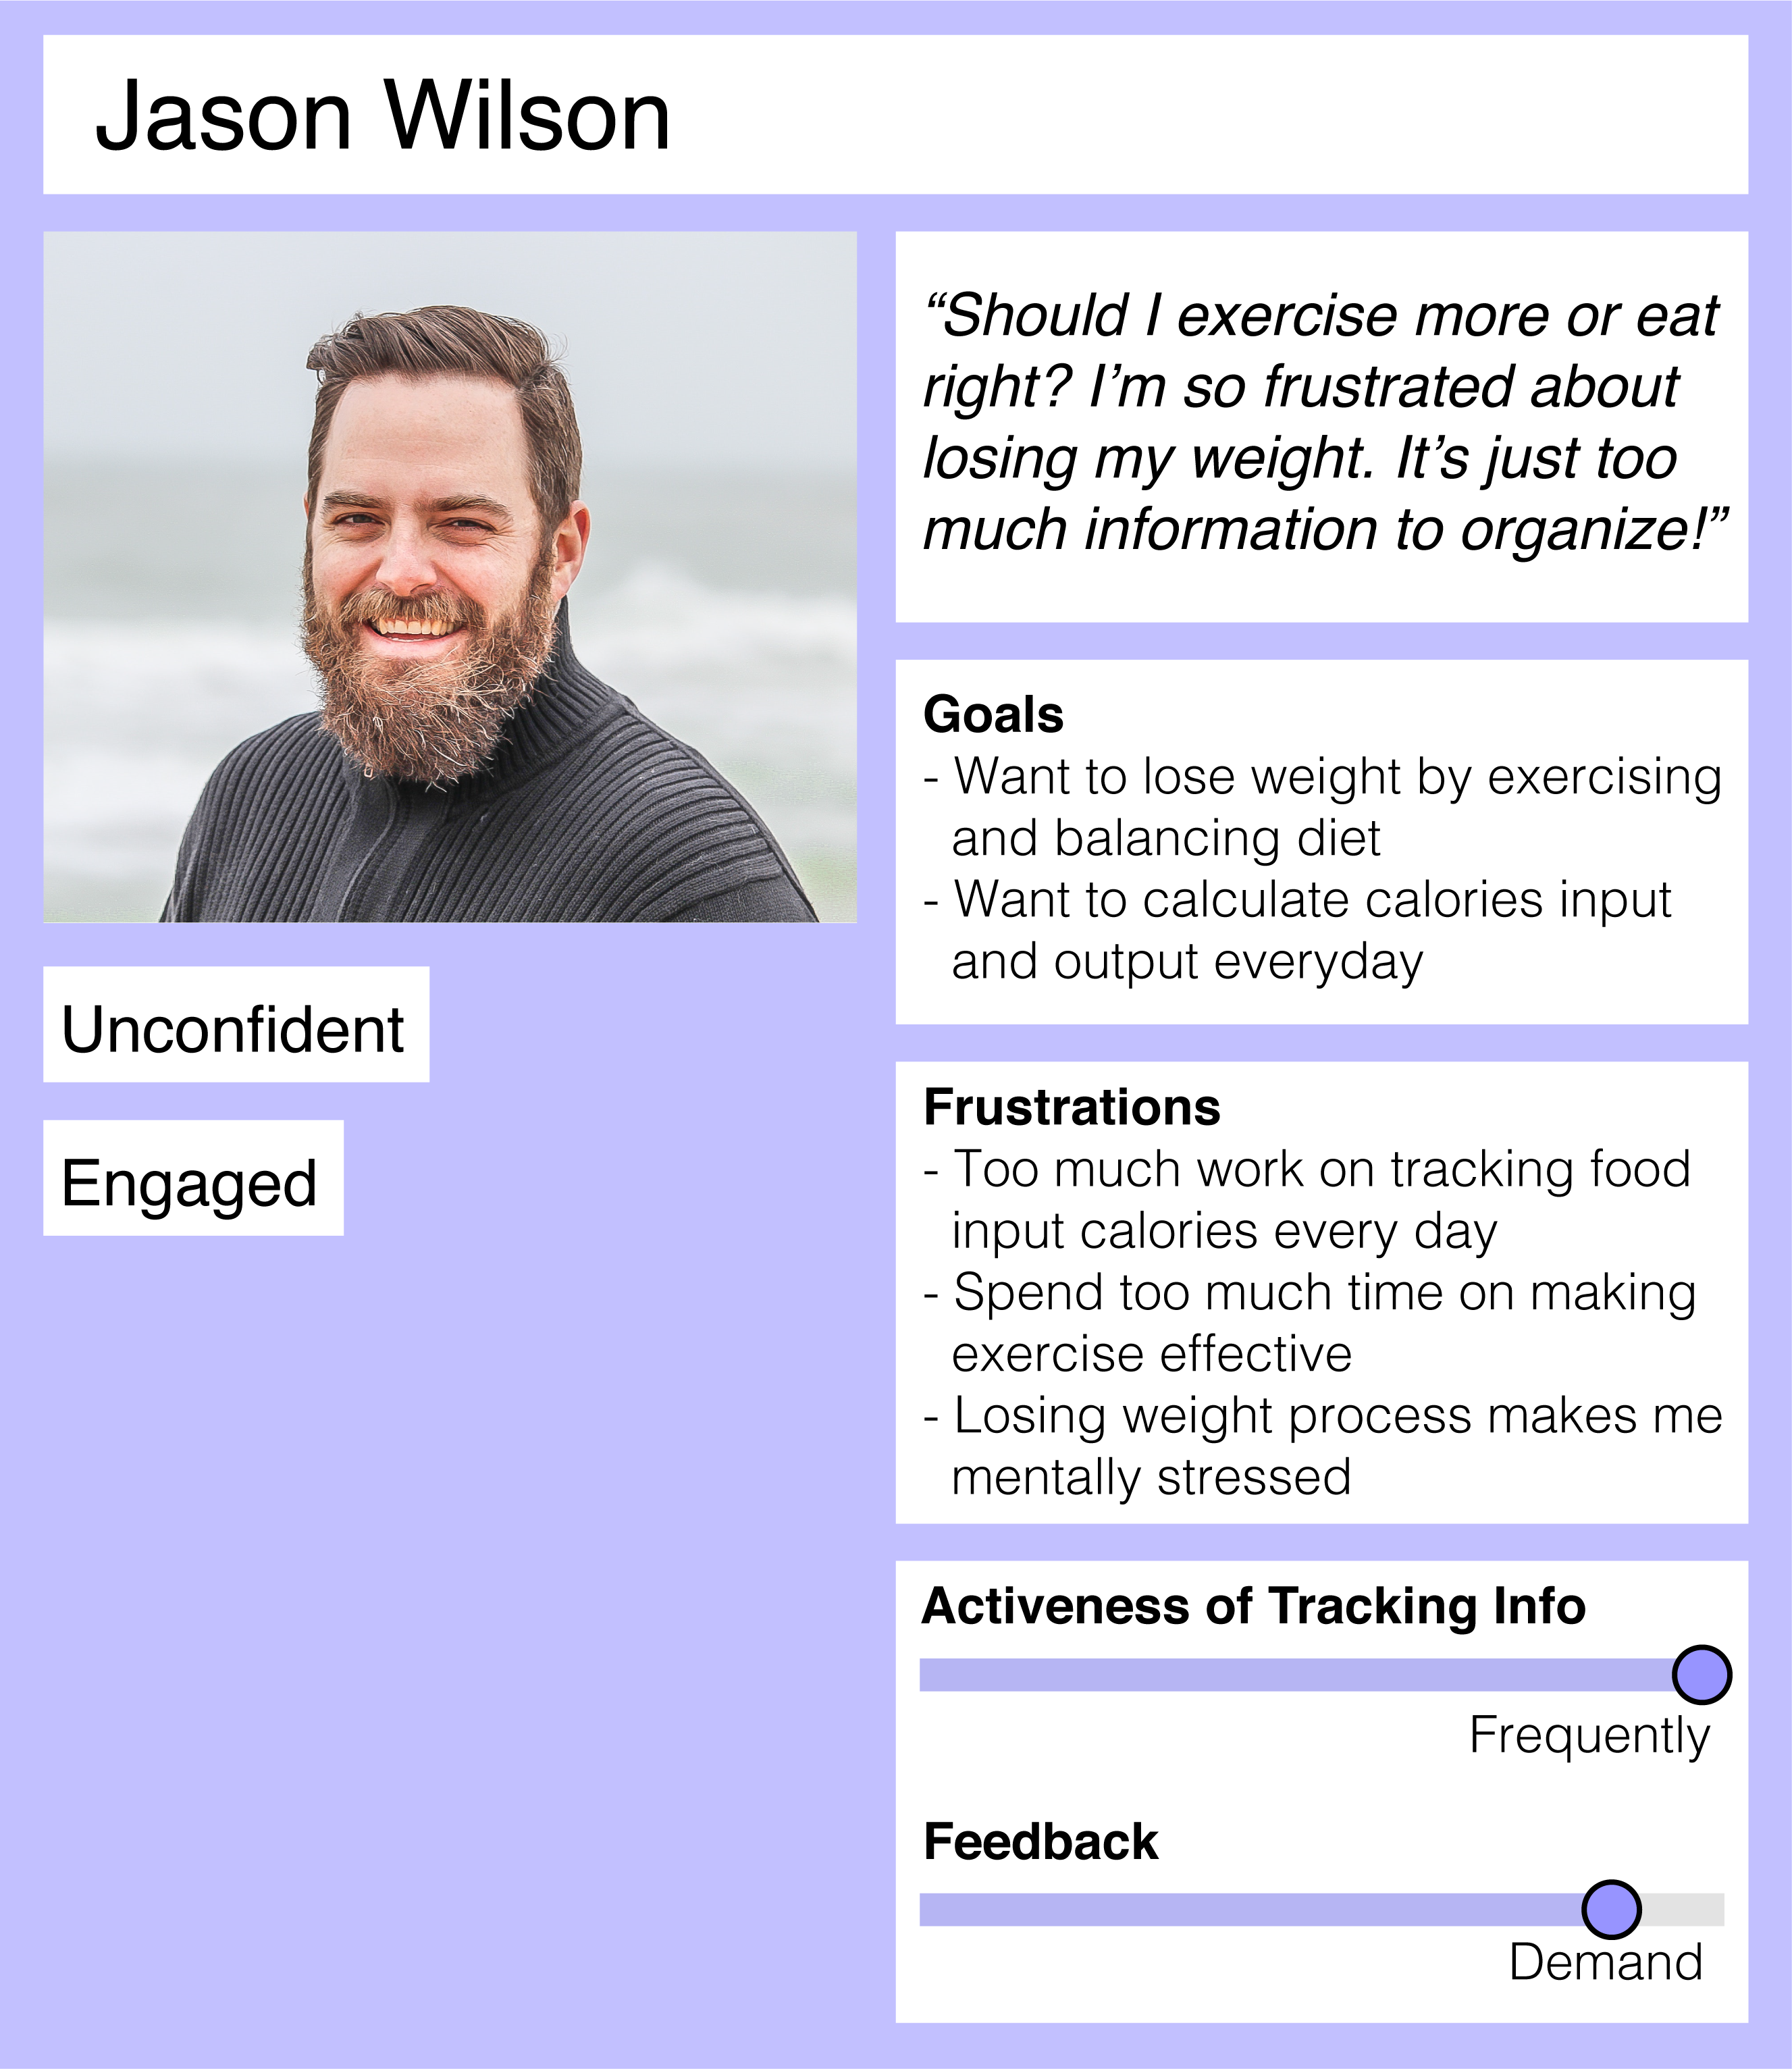 Jason Wilson
“Should I exercise more or eat
right? I’m so frustrated about
losing my weight. It’s just too
much information to organize!”
Unconfident
Engaged
Goals
- Want to lose weight by exercising
and balancing diet
- Want to calculate calories input
and output everyday
Frustrations
- Too much work on tracking food
input calories every day
- Spend too much time on making
exercise effective
- Losing weight process makes me
mentally stressed
Activeness of Tracking Info
Frequently
Feedback
Demand